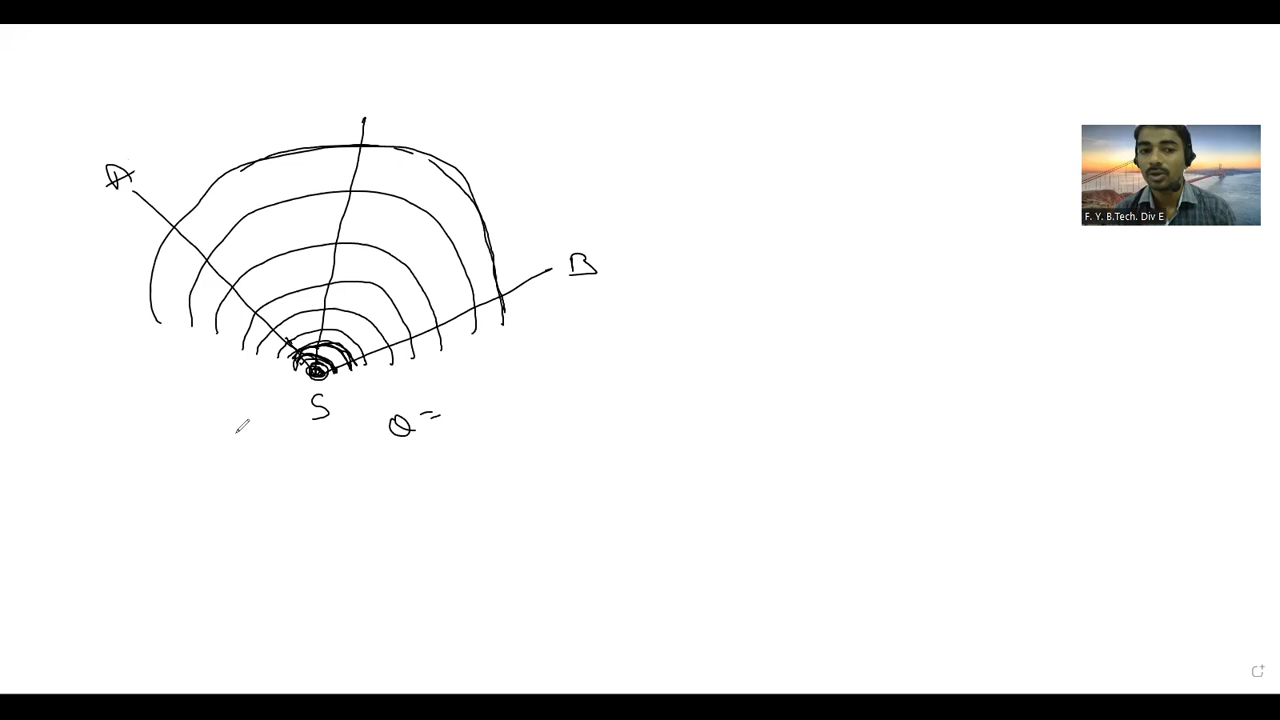 A
B
S
θ =
F. Y. B.Tech. Div E